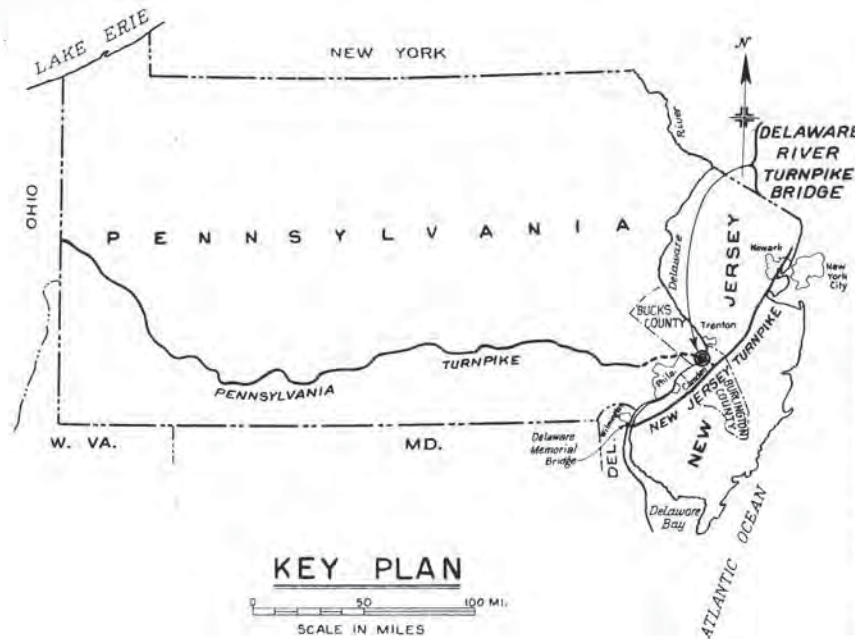 LAKE ERIE
NEW YORK
N
River
DELAWARE
RIVER
TURNPIKE
BRIDGE
OHIO
PENNSYLVANIA
JERSEY
Newark
New
York
City
Delaware
BUCKS
COUNTY
Trenton
TURNPIKE
PENNSYLVANIA
Phila.
Camden
NEW JERSEY TURNPIKE
BURLINGTON
COUNTY
NEW
Wilmington
W. VA.
MD.
DEL.
Delaware
Memorial
Bridge
Delaware
Bay
ATLANTIC OCEAN
KEY PLAN
0 50 100 MI.
SCALE IN MILES